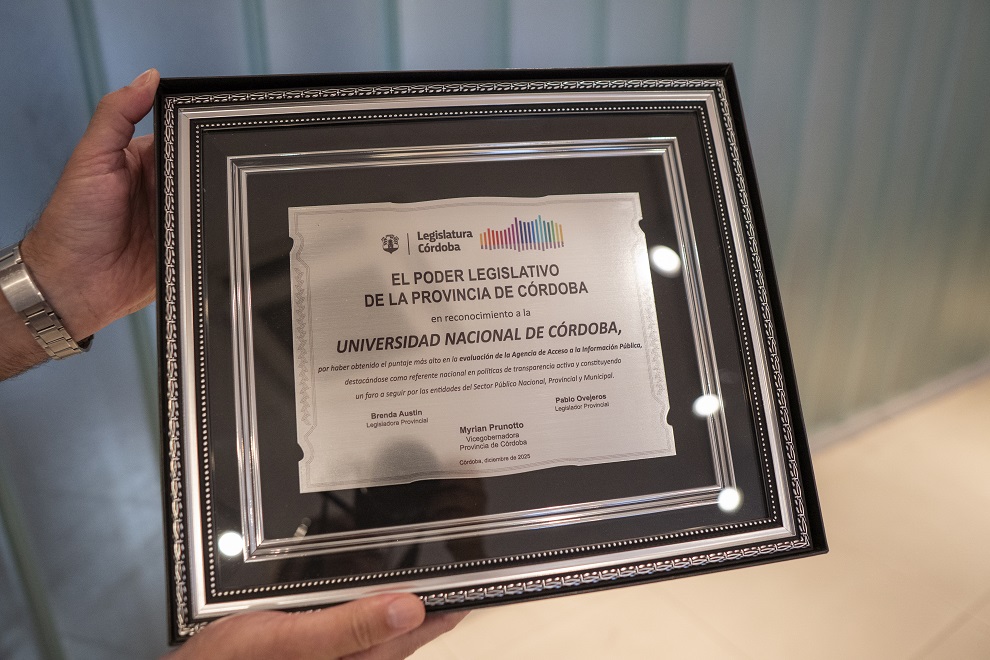 Legislatura
Córdoba
EL PODER LEGISLATIVO
DE LA PROVINCIA DE CÓRDOBA
en reconocimiento a la
UNIVERSIDAD NACIONAL DE CÓRDOBA,
por haber obtenido el puntaje más alto en la evaluación de la Agencia de Acceso a la Información Pública,
destacándose como referente nacional en políticas de transparencia activa y constituyendo
un faro a seguir por las entidades del Sector Público Nacional, Provincial y Municipal.
Brenda Austin
Legisladora Provincial
Pablo Ovejeros
Legislador Provincial
Myrian Prunotto
Vicegobernadora
Provincia de Córdoba
Córdoba, diciembre de 2025